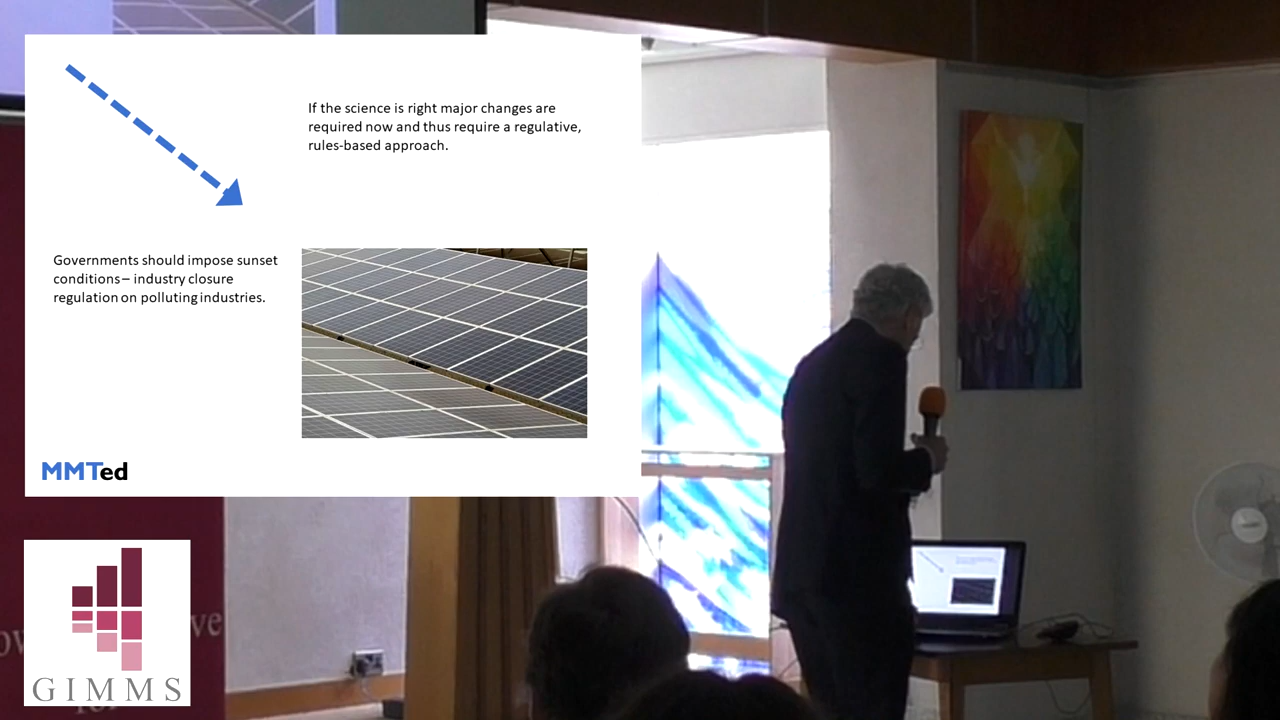 If the science is right major changes are
required now and thus require a regulative,
rules-based approach.
Governments should impose sunset
conditions – industry closure
regulation on polluting industries.
MMTed
GIMMS